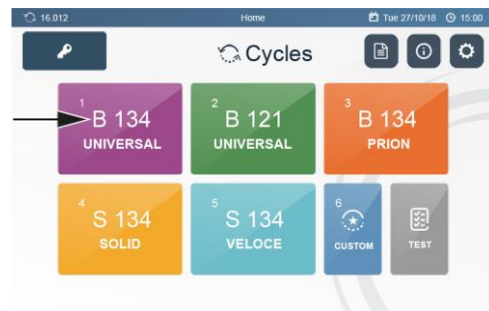 16.012 Home Tue 27/10/18 15:00
Cycles
1
B 134
UNIVERSAL
2
B 121
UNIVERSAL
3
B 134
PRION
4
S 134
SOLID
5
S 134
VELOCE
6
CUSTOM
TEST